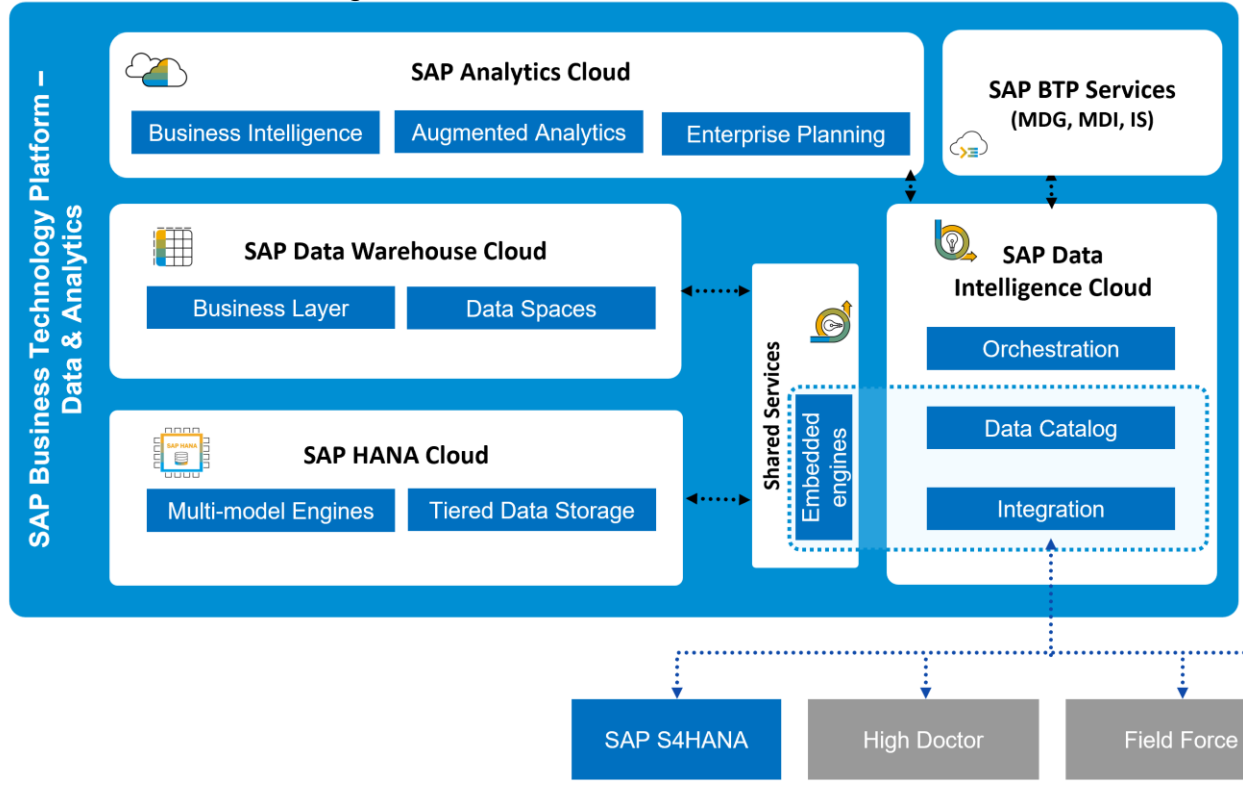 SAP Business Technology Platform –
Data & Analytics
SAP Analytics Cloud
Business Intelligence
Augmented Analytics
Enterprise Planning
SAP BTP Services
(MDG, MDI, IS)
SAP Data Warehouse Cloud
Business Layer
Data Spaces
SAP HANA
SAP HANA Cloud
Multi-model Engines
Tiered Data Storage
Shared Services
Embedded
engines
SAP Data
Intelligence Cloud
Orchestration
Data Catalog
Integration
SAP S4HANA
High Doctor
Field Force